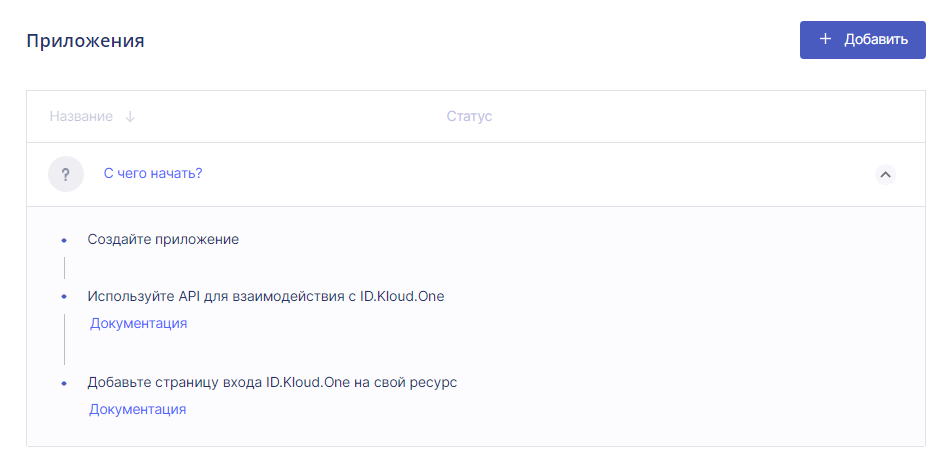 Приложения
+ Добавить
Название ↓ Статус
? С чего начать?
Создайте приложение
Используйте API для взаимодействия с ID.Kloud.One
Документация
Добавьте страницу входа ID.Kloud.One на свой ресурс
Документация